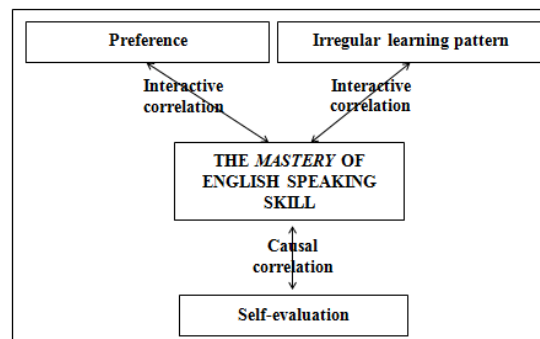 Preference
Irregular learning pattern
Interactive
correlation
Interactive
correlation
THE MASTERY OF
ENGLISH SPEAKING
SKILL
Causal
correlation
Self-evaluation